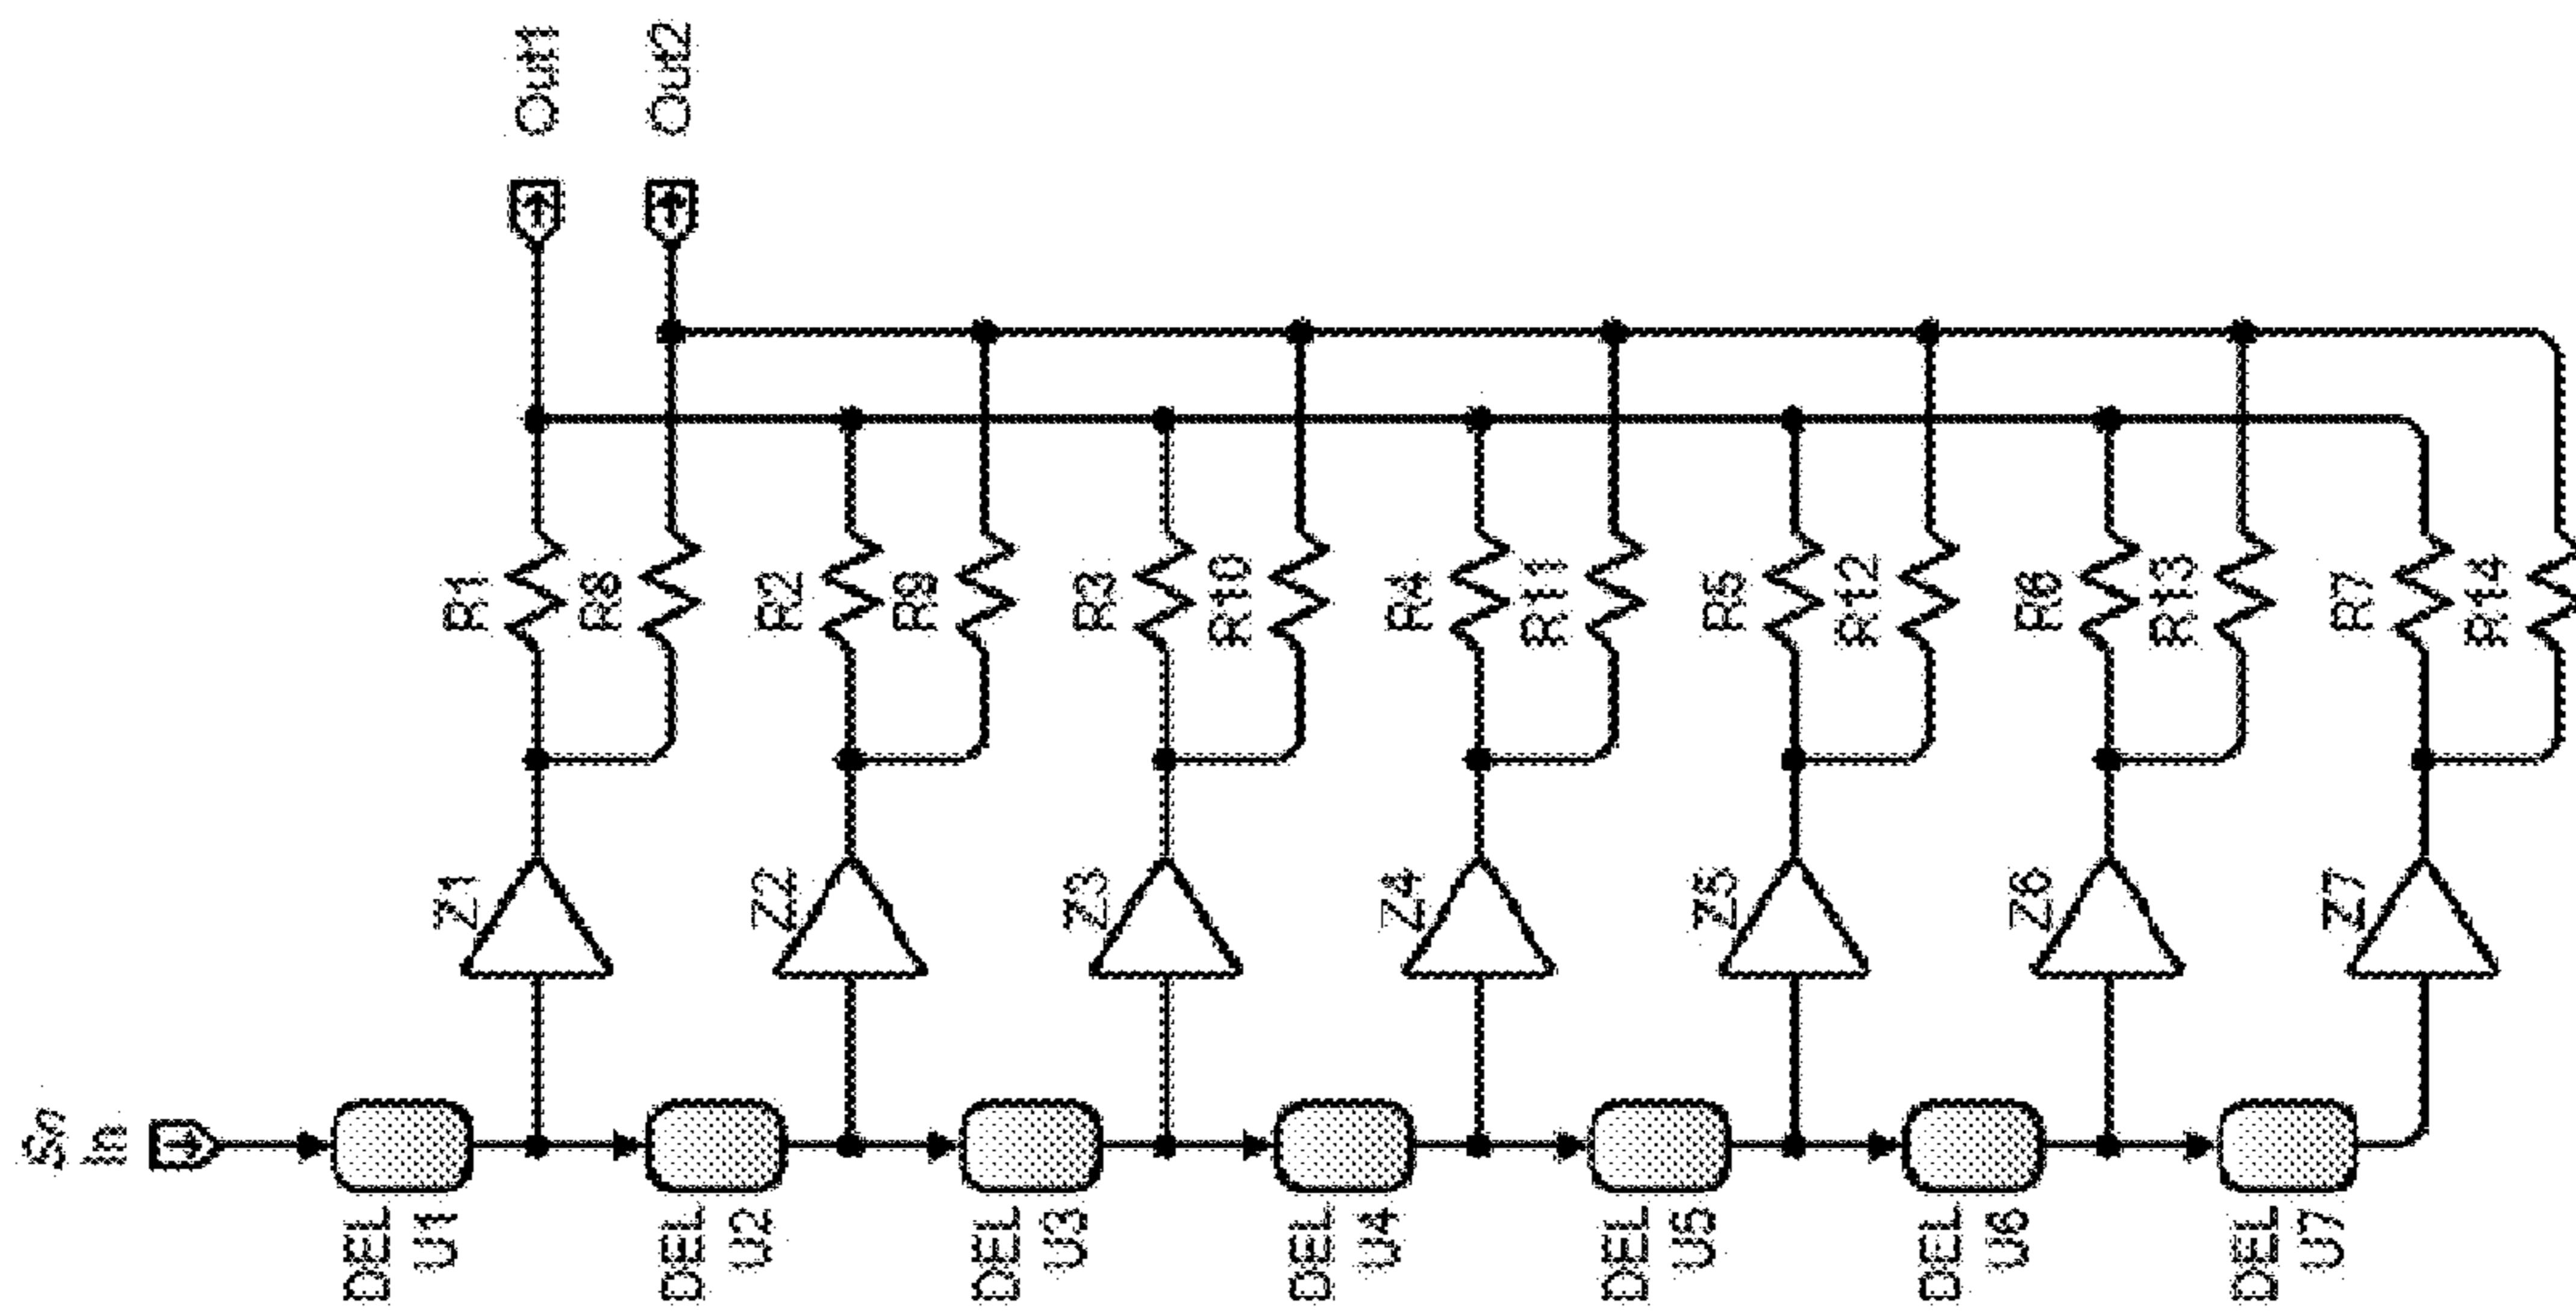 Sn
In
Out1
Out2
R1
R8
R2
R9
R3
R10
R4
R11
R5
R12
R6
R13
R7
R14
Z1
Z2
Z3
Z4
Z5
Z6
Z7
DEL
U1
DEL
U2
DEL
U3
DEL
U4
DEL
U5
DEL
U6
DEL
U7